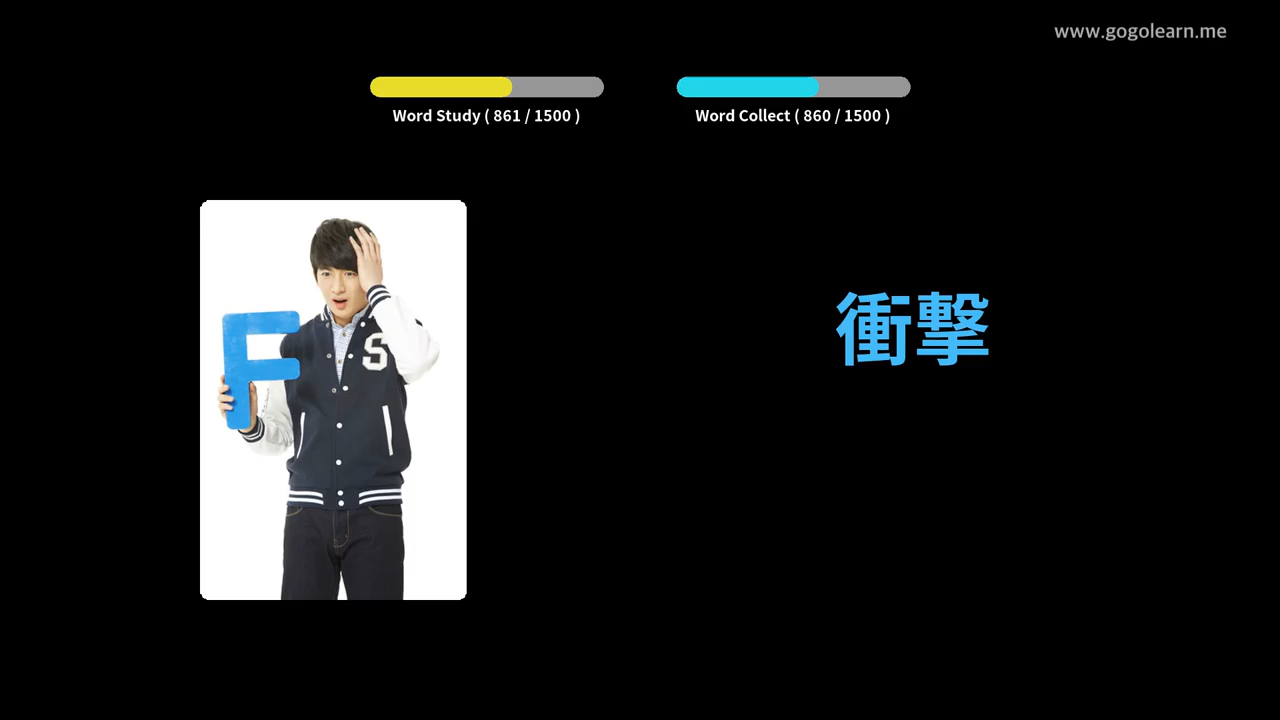 www.gogolearn.me
Word Study ( 861 / 1500 )
Word Collect ( 860 / 1500 )
F
S
衝撃